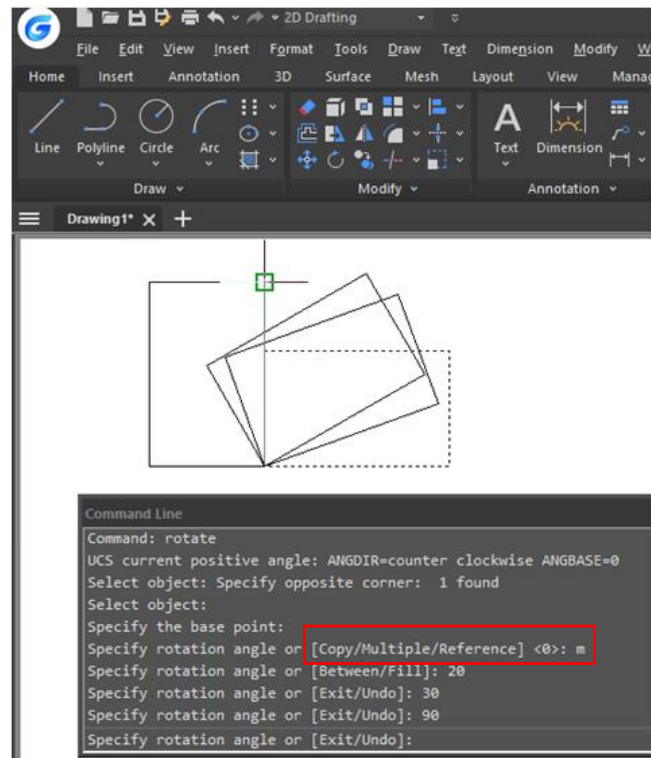 2D Drafting
File Edit View Insert Format Tools Draw Text Dimension Modify W
Home Insert Annotation 3D Surface Mesh Layout View Manag
Line Polyline Circle Arc Text Dimension
Draw Modify Annotation
Drawing1*
Command Line
Command: rotate
UCS current positive angle: ANGDIR=counter clockwise ANGBASE=0
Select object: Specify opposite corner: 1 found
Select object:
Specify the base point:
Specify rotation angle or [Copy/Multiple/Reference] <0>: m
Specify rotation angle or [Between/Fill]: 20
Specify rotation angle or [Exit/Undo]: 30
Specify rotation angle or [Exit/Undo]: 90
Specify rotation angle or [Exit/Undo]: